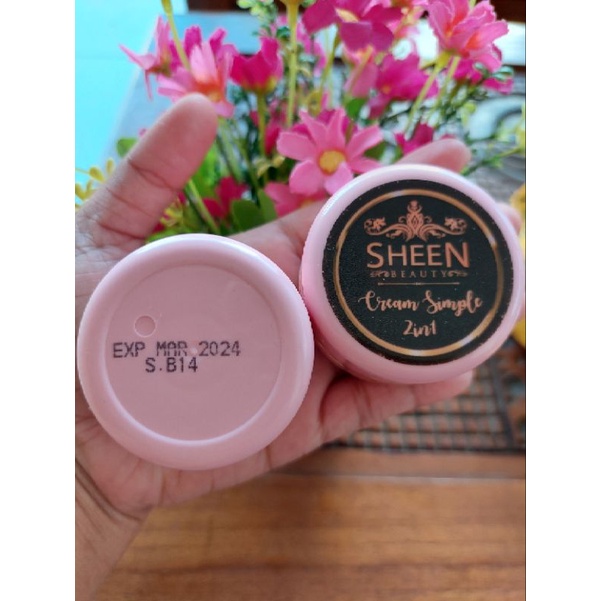 EXP MAR 2024
S.B14
SHEEN
BEAUTY
Cream Simple
2in1